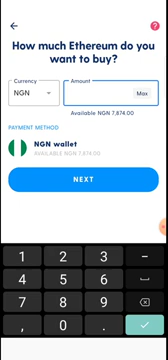 How much Ethereum do you
want to buy?
Currency
NGN
Amount
Max
Available NGN 7,874.00
PAYMENT METHOD
NGN wallet
AVAILABLE NGN 7,874.00
NEXT
1 2 3 –
4 5 6
7 8 9
, 0 .